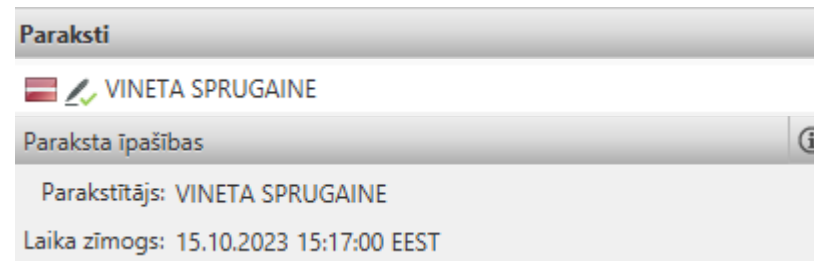 Paraksti
VINETA SPRUGAINE
Paraksta īpašības
Parakstītājs: VINETA SPRUGAINE
Laika zīmogs: 15.10.2023 15:17:00 EEST